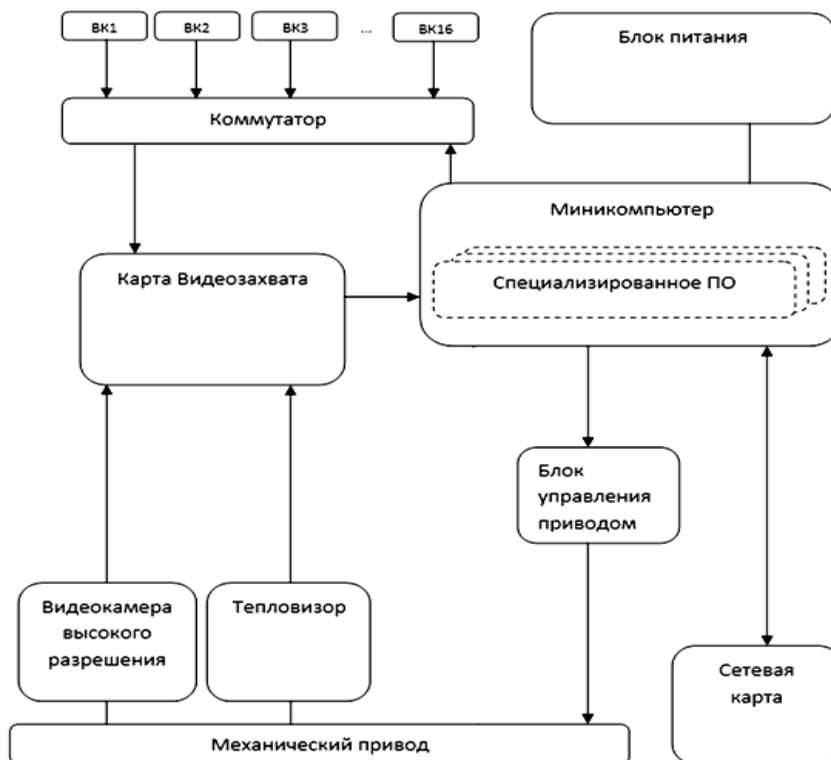 ВК1
ВК2
ВК3
...
ВК16
Блок питания
Коммутатор
Миникомпьютер
Карта Видеозахвата
Специализированное ПО
Блок
управления
приводом
Видеокамера
высокого
разрешения
Тепловизор
Сетевая
карта
Механический привод